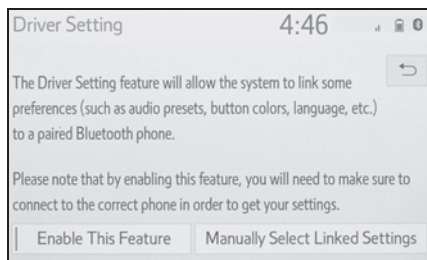 Driver Setting 4:46
The Driver Setting feature will allow the system to link some
preferences (such as audio presets, button colors, language, etc.)
to a paired Bluetooth phone.
Please note that by enabling this feature, you will need to make sure to
connect to the correct phone in order to get your settings.
Enable This Feature Manually Select Linked Settings